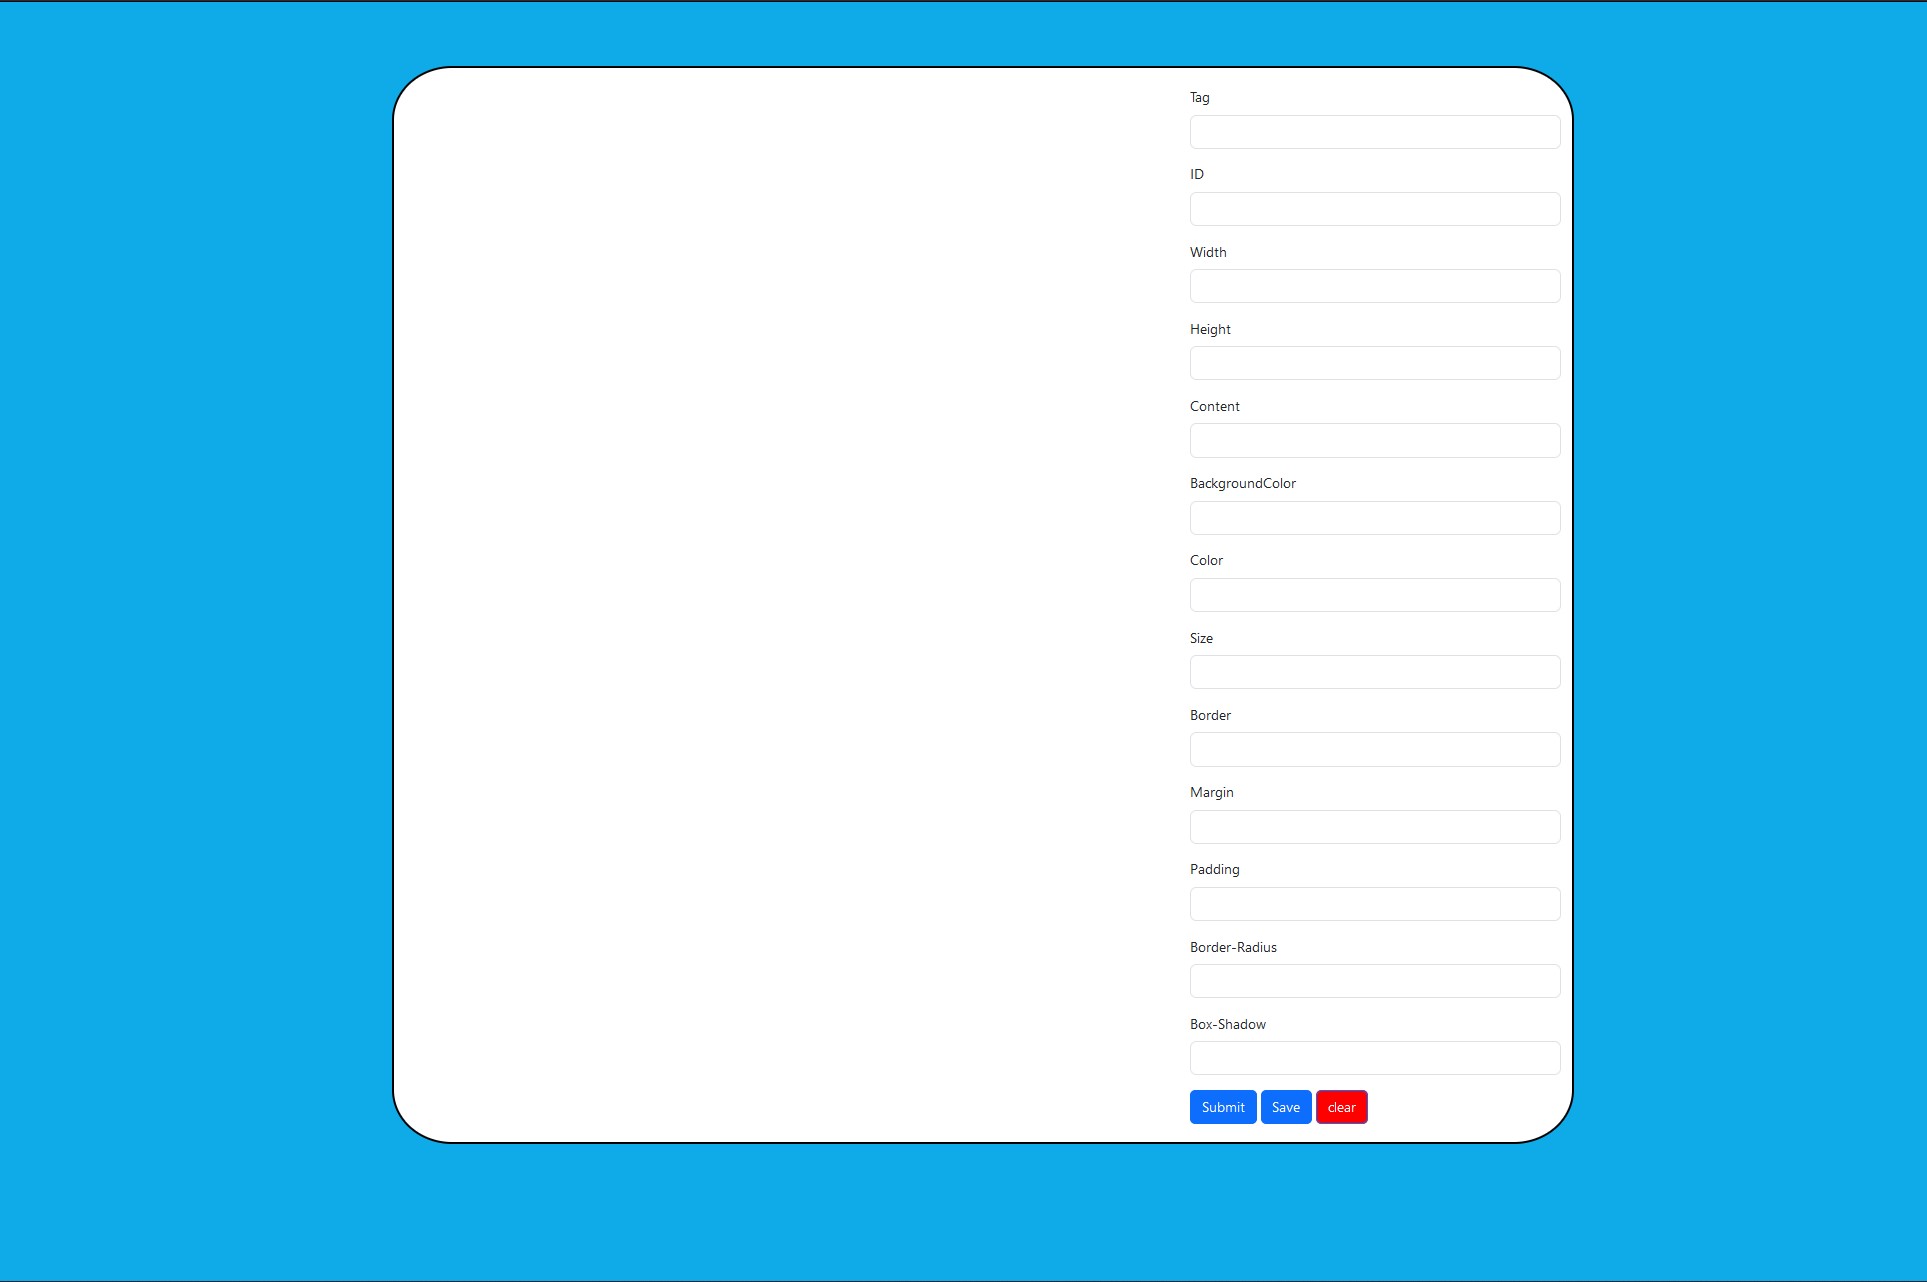 Tag
ID
Width
Height
Content
BackgroundColor
Color
Size
Border
Margin
Padding
Border-Radius
Box-Shadow
Submit Save clear